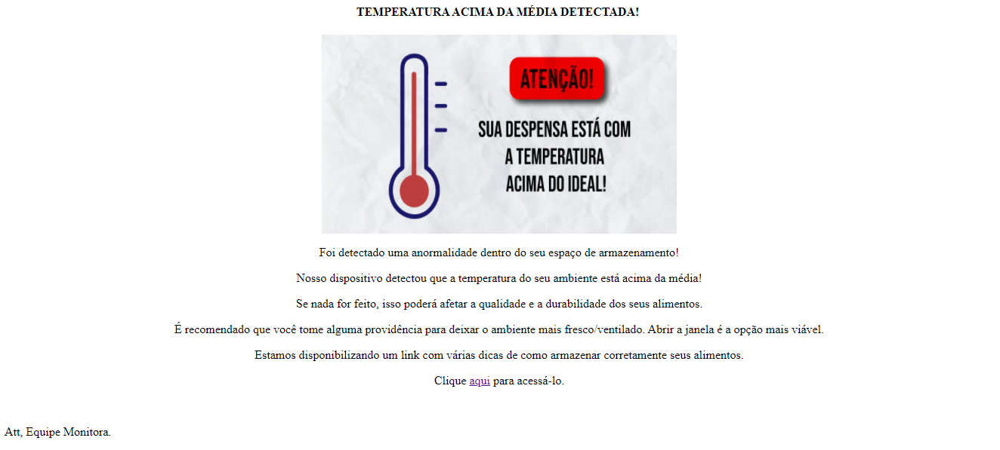 TEMPERATURA ACIMA DA MÉDIA DETECTADA!
ATENÇÃO!
SUA DESPENSA ESTÁ COM
A TEMPERATURA
ACIMA DO IDEAL!
Foi detectado uma anormalidade dentro do seu espaço de armazenamento!
Nosso dispositivo detectou que a temperatura do seu ambiente está acima da média!
Se nada for feito, isso poderá afetar a qualidade e a durabilidade dos seus alimentos.
É recomendado que você tome alguma providência para deixar o ambiente mais fresco/ventilado. Abrir a janela é a opção mais viável.
Estamos disponibilizando um link com várias dicas de como armazenar corretamente seus alimentos.
Clique aqui para acessá-lo.
Att, Equipe Monitora.